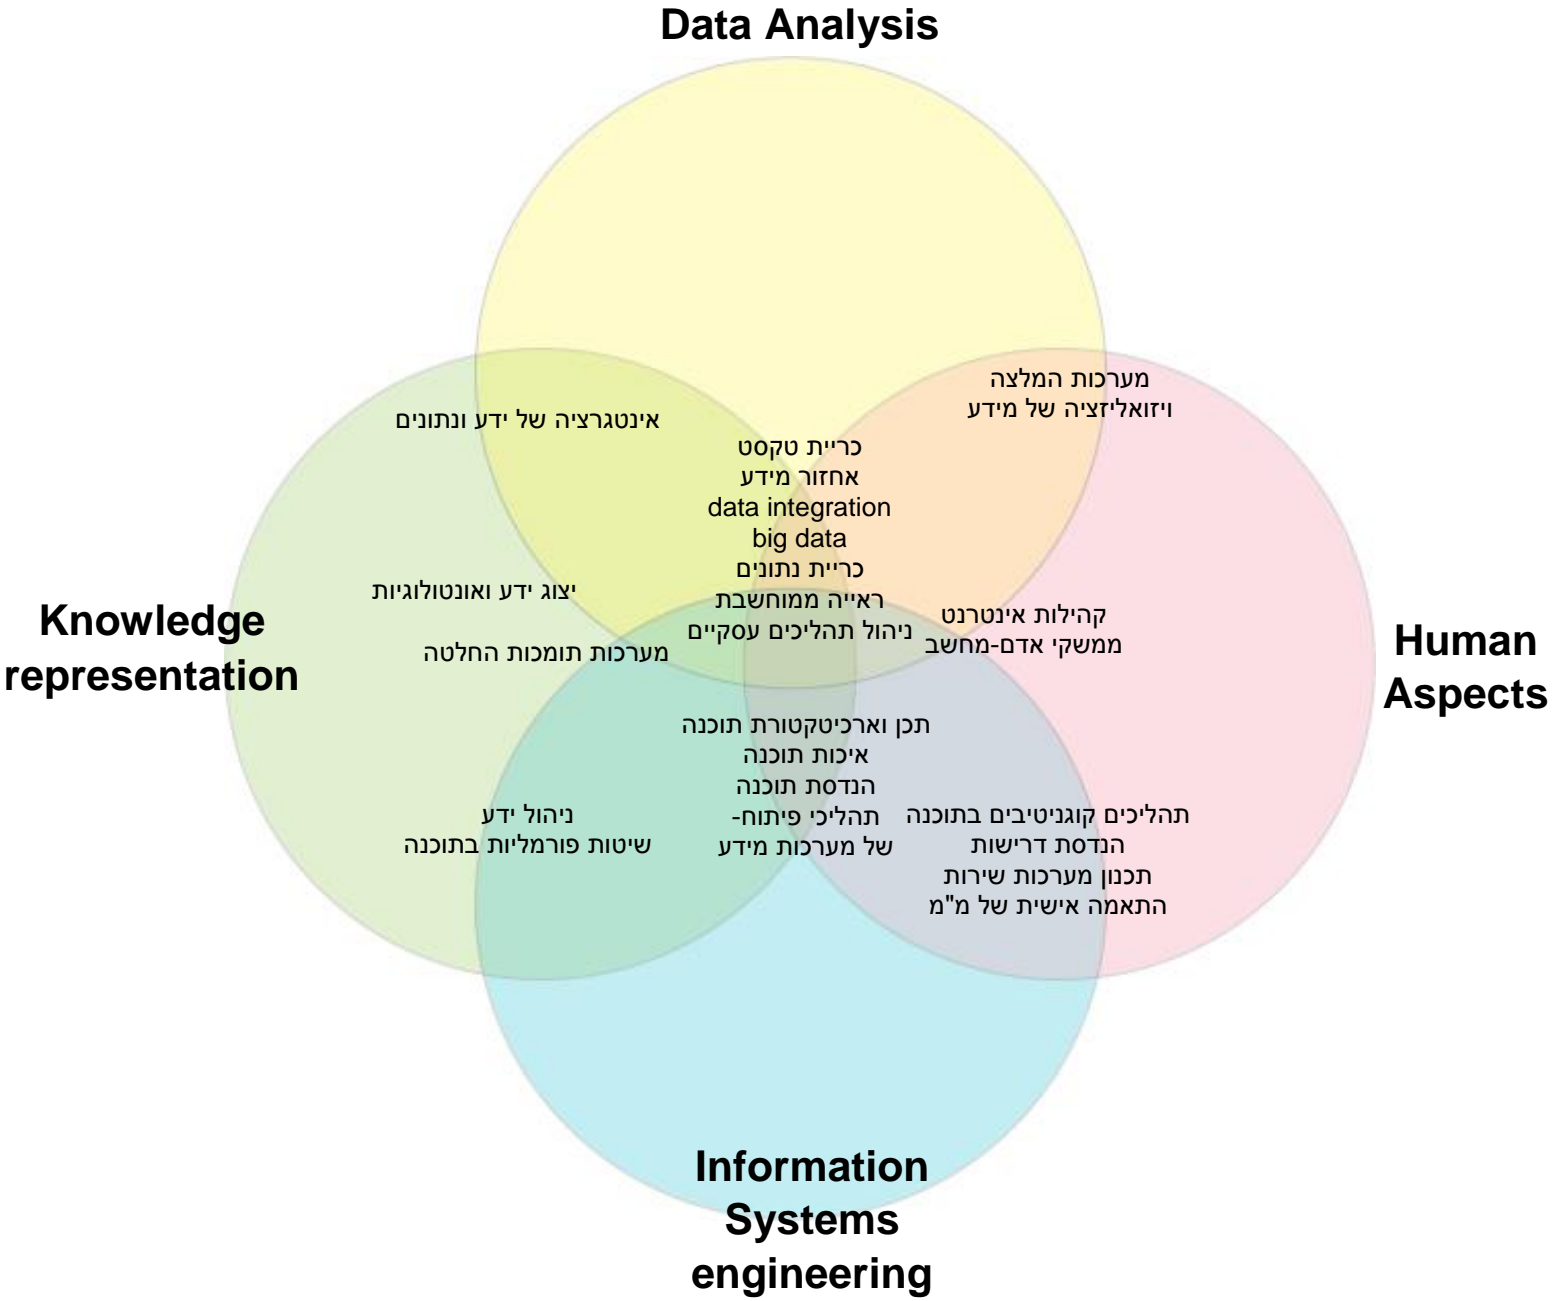 Data Analysis
מערכות המלצה
ויזואליזציה של מידע
אינטגרציה של ידע ונתונים
כריית טקסט
אחזור מידע
data integration
big data
כריית נתונים
ראייה ממוחשבת
ניהול תהליכים עסקיים
יצוג ידע ואונטולוגיות
מערכות תומכות החלטה
קהילות אינטרנט
ממשקי אדם-מחשב
Knowledge
representation
Human
Aspects
תכן וארכיטקטורת תוכנה
איכות תוכנה
הנדסת תוכנה
תהליכי פיתוח-
של מערכות מידע
ניהול ידע
שיטות פורמליות בתוכנה
תהליכים קוגניטיבים בתוכנה
הנדסת דרישות
תכנון מערכות שירות
התאמה אישית של מ"מ
Information
Systems
engineering